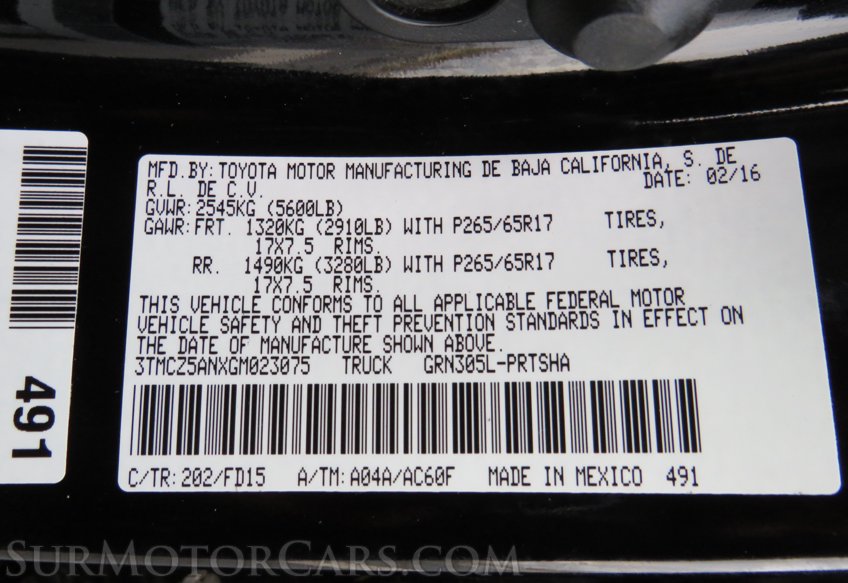 MFD.BY: TOYOTA MOTOR MANUFACTURING DE BAJA CALIFORNIA, S. DE
R.L. DE C.V. DATE: 02/16
GVWR: 2545KG (5600LB)
GAWR: FRT. 1320KG (2910LB) WITH P265/65R17 TIRES,
17X7.5 RIMS.
RR. 1490KG (3280LB) WITH P265/65R17 TIRES,
17X7.5 RIMS.
THIS VEHICLE CONFORMS TO ALL APPLICABLE FEDERAL MOTOR
VEHICLE SAFETY AND THEFT PREVENTION STANDARDS IN EFFECT ON
THE DATE OF MANUFACTURE SHOWN ABOVE.
3TMCZ5ANXGM023075 TRUCK GRN305L-PRTSHA
C/TR: 202/FD15 A/TM: A04A/AC60F MADE IN MEXICO 491
491
SurMotorCars.com